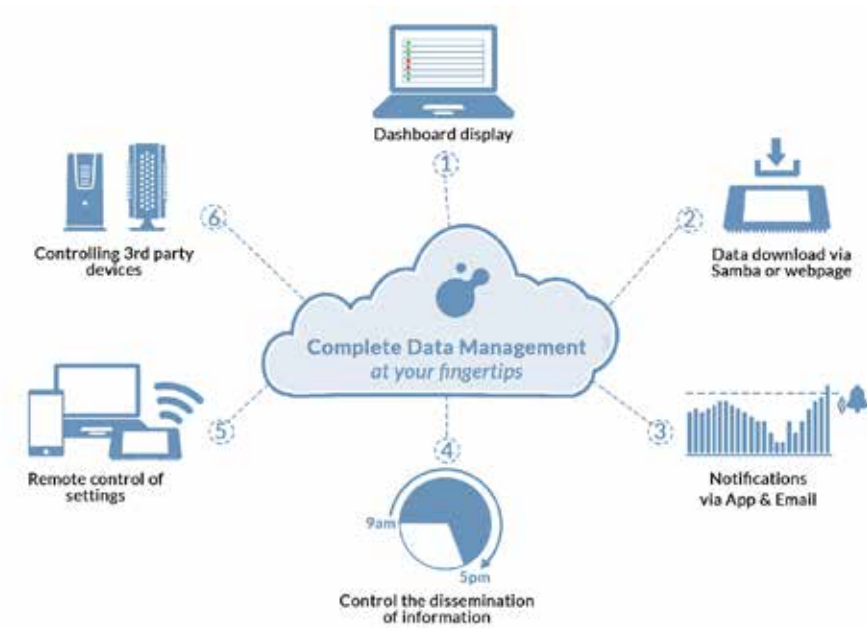 Dashboard display
1
2
Data download via
Samba or webpage
3
Notifications
via App & Email
4
9am
5pm
Control the dissemination
of information
5
Remote control of
settings
6
Controlling 3rd party
devices
Complete Data Management
at your fingertips